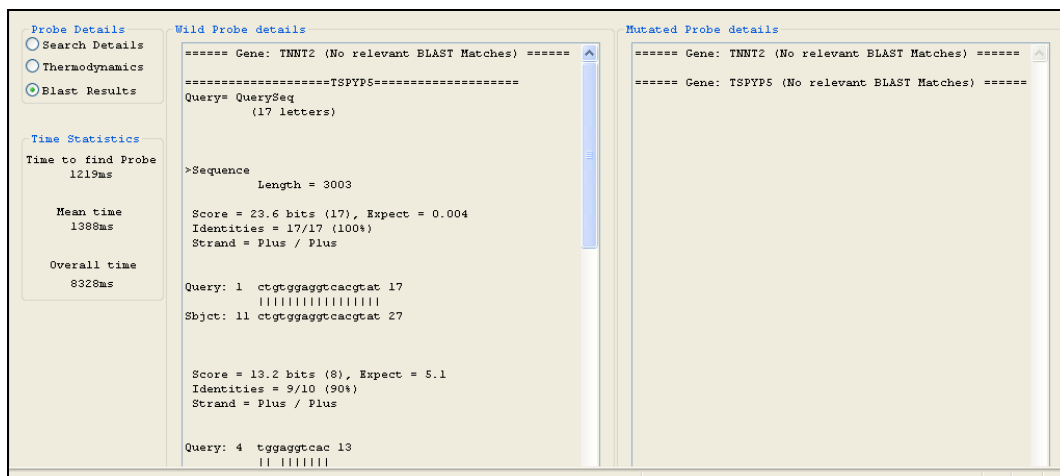 Probe Details
Search Details
Thermodynamics
Blast Results
Time Statistics
Time to find Probe
1219ms
Mean time
1388ms
Overall time
8328ms
Wild Probe details
====== Gene: TNNT2 (No relevant BLAST Matches) ======
====================TSPYP5====================
Query= QuerySeq
(17 letters)
>Sequence
Length = 3003
Score = 23.6 bits (17), Expect = 0.004
Identities = 17/17 (100%)
Strand = Plus / Plus
Query: 1 ctgtggaggtcacgtat 17
|||||||||||||||||
Sbjct: 11 ctgtggaggtcacgtat 27
Score = 13.2 bits (8), Expect = 5.1
Identities = 9/10 (90%)
Strand = Plus / Plus
Query: 4 tggaggtcac 13
|| |||||||
Mutated Probe details
====== Gene: TNNT2 (No relevant BLAST Matches) ======
====== Gene: TSPYP5 (No relevant BLAST Matches) ======